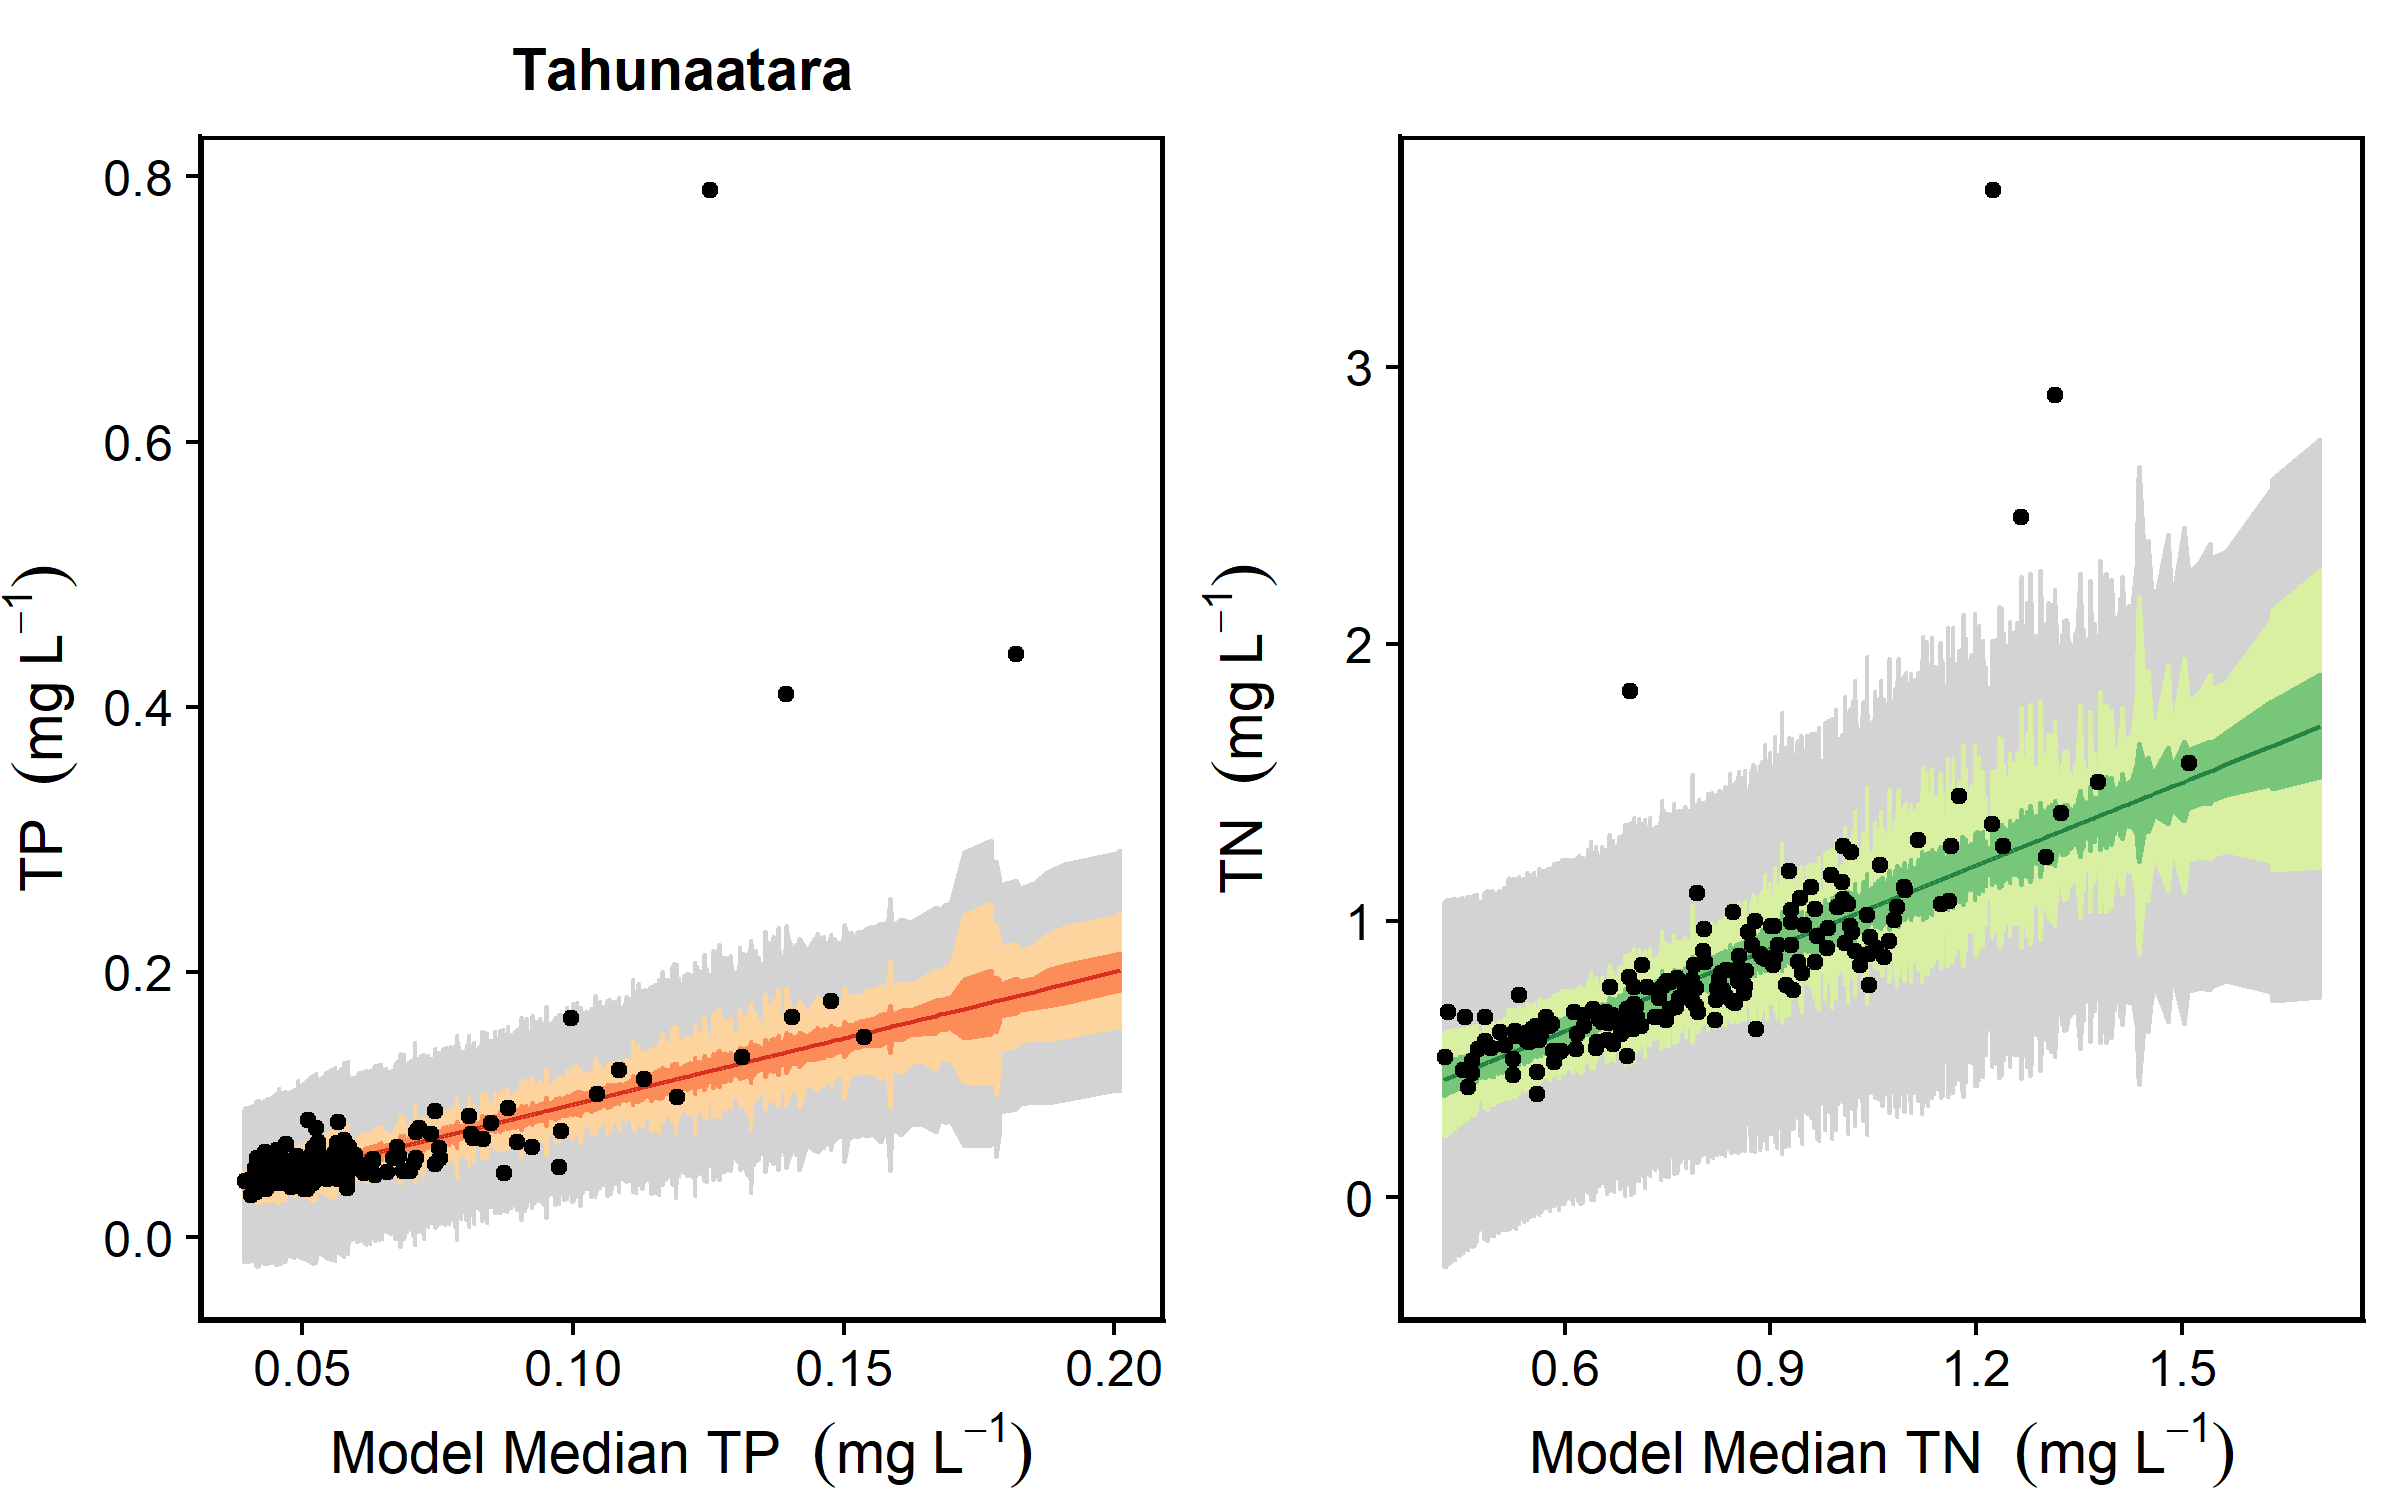 Tahunaatara
TP (mg L⁻¹)
0.8
0.6
0.4
0.2
0.0
0.05 0.10 0.15 0.20
Model Median TP (mg L⁻¹)
TN (mg L⁻¹)
3
2
1
0
0.6 0.9 1.2 1.5
Model Median TN (mg L⁻¹)